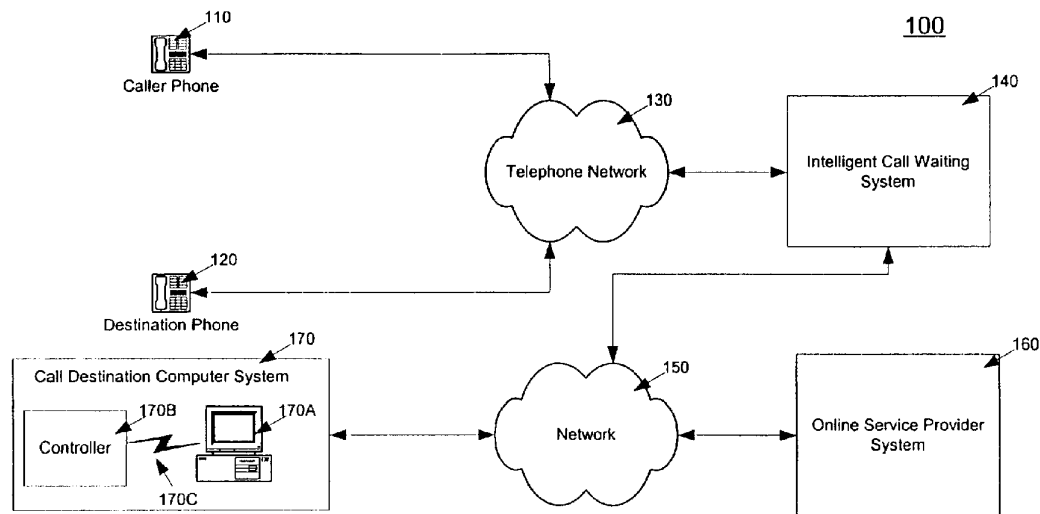 100
110
Caller Phone
130
Telephone Network
140
Intelligent Call Waiting
System
120
Destination Phone
170
Call Destination Computer System
170B
Controller
170A
170C
150
Network
160
Online Service Provider
System